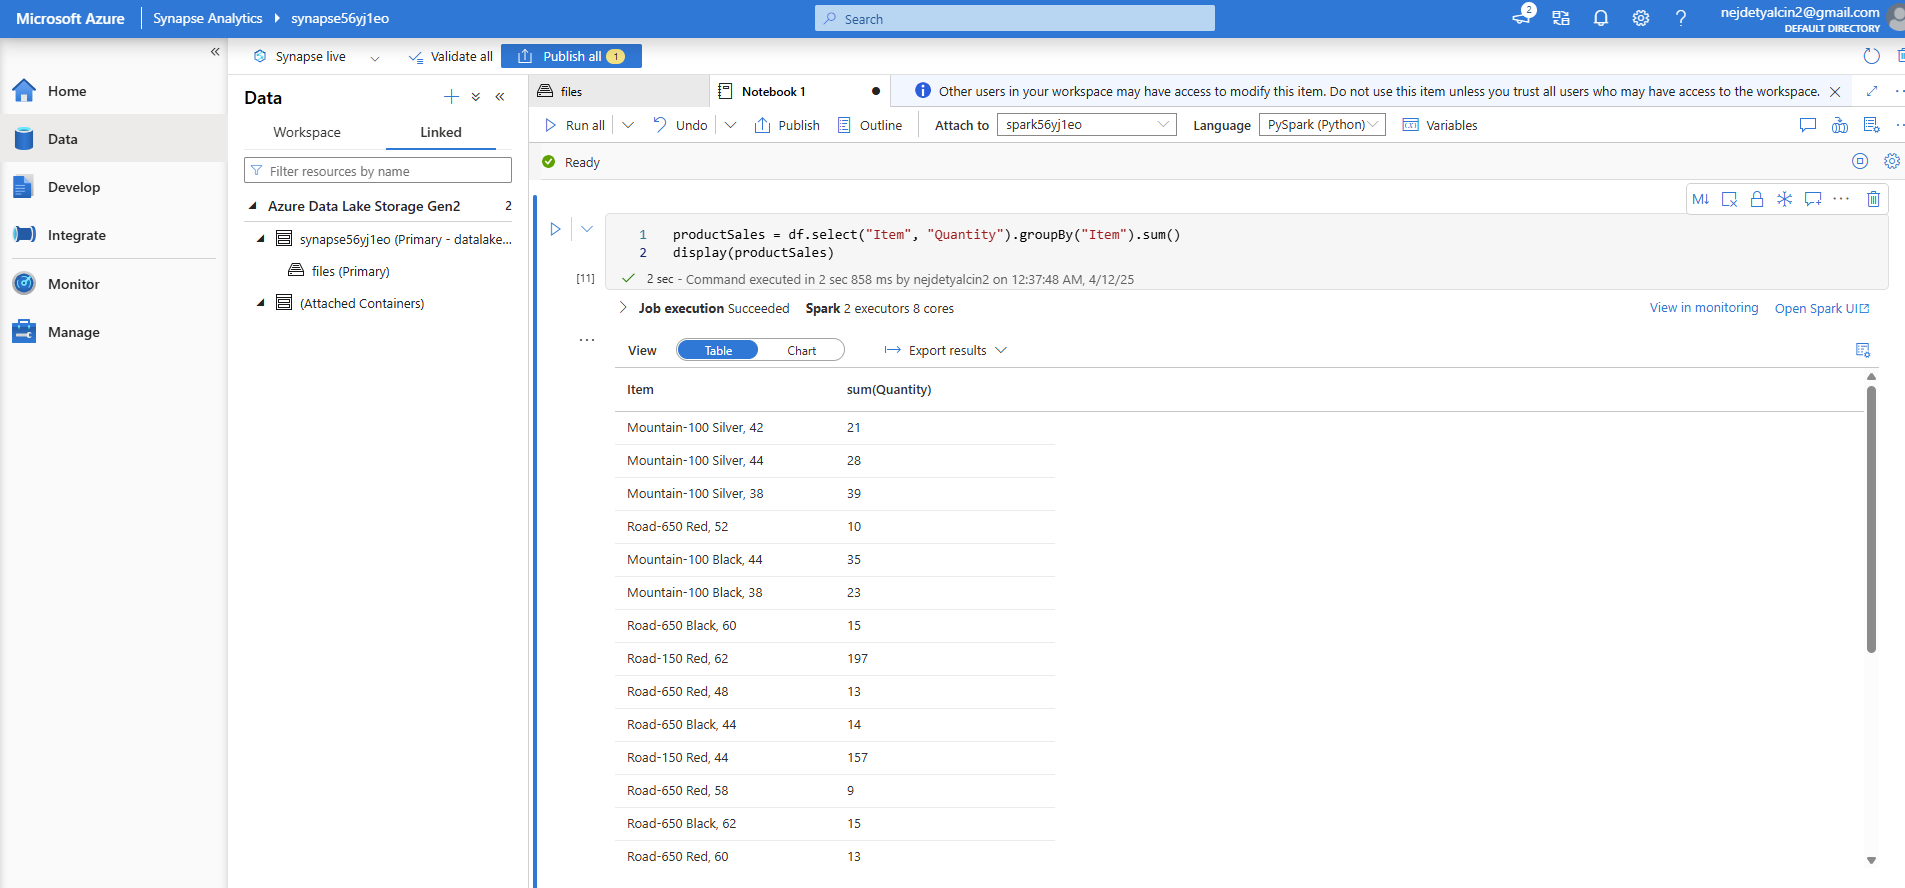 Microsoft Azure
Synapse Analytics
synapse56yj1eo
Search
2
nejdetyalcin2@gmail.com
DEFAULT DIRECTORY
Synapse live
Validate all
Publish all 1
Home
Data
Develop
Integrate
Monitor
Manage
Data
Workspace
Linked
Filter resources by name
Azure Data Lake Storage Gen2 2
synapse56yj1eo (Primary - datalake...
files (Primary)
(Attached Containers)
files
Notebook 1
Other users in your workspace may have access to modify this item. Do not use this item unless you trust all users who may have access to the workspace.
Run all
Undo
Publish
Outline
Attach to
spark56yj1eo
Language
PySpark (Python)
Variables
Ready
M↓
1 productSales = df.select("Item", "Quantity").groupBy("Item").sum()
2 display(productSales)
[11]
2 sec - Command executed in 2 sec 858 ms by nejdetyalcin2 on 12:37:48 AM, 4/12/25
Job execution Succeeded Spark 2 executors 8 cores
View in monitoring
Open Spark UI
View
Table
Chart
Export results
Item sum(Quantity)
Mountain-100 Silver, 42 21
Mountain-100 Silver, 44 28
Mountain-100 Silver, 38 39
Road-650 Red, 52 10
Mountain-100 Black, 44 35
Mountain-100 Black, 38 23
Road-650 Black, 60 15
Road-150 Red, 62 197
Road-650 Red, 48 13
Road-650 Black, 44 14
Road-150 Red, 44 157
Road-650 Red, 58 9
Road-650 Black, 62 15
Road-650 Red, 60 13